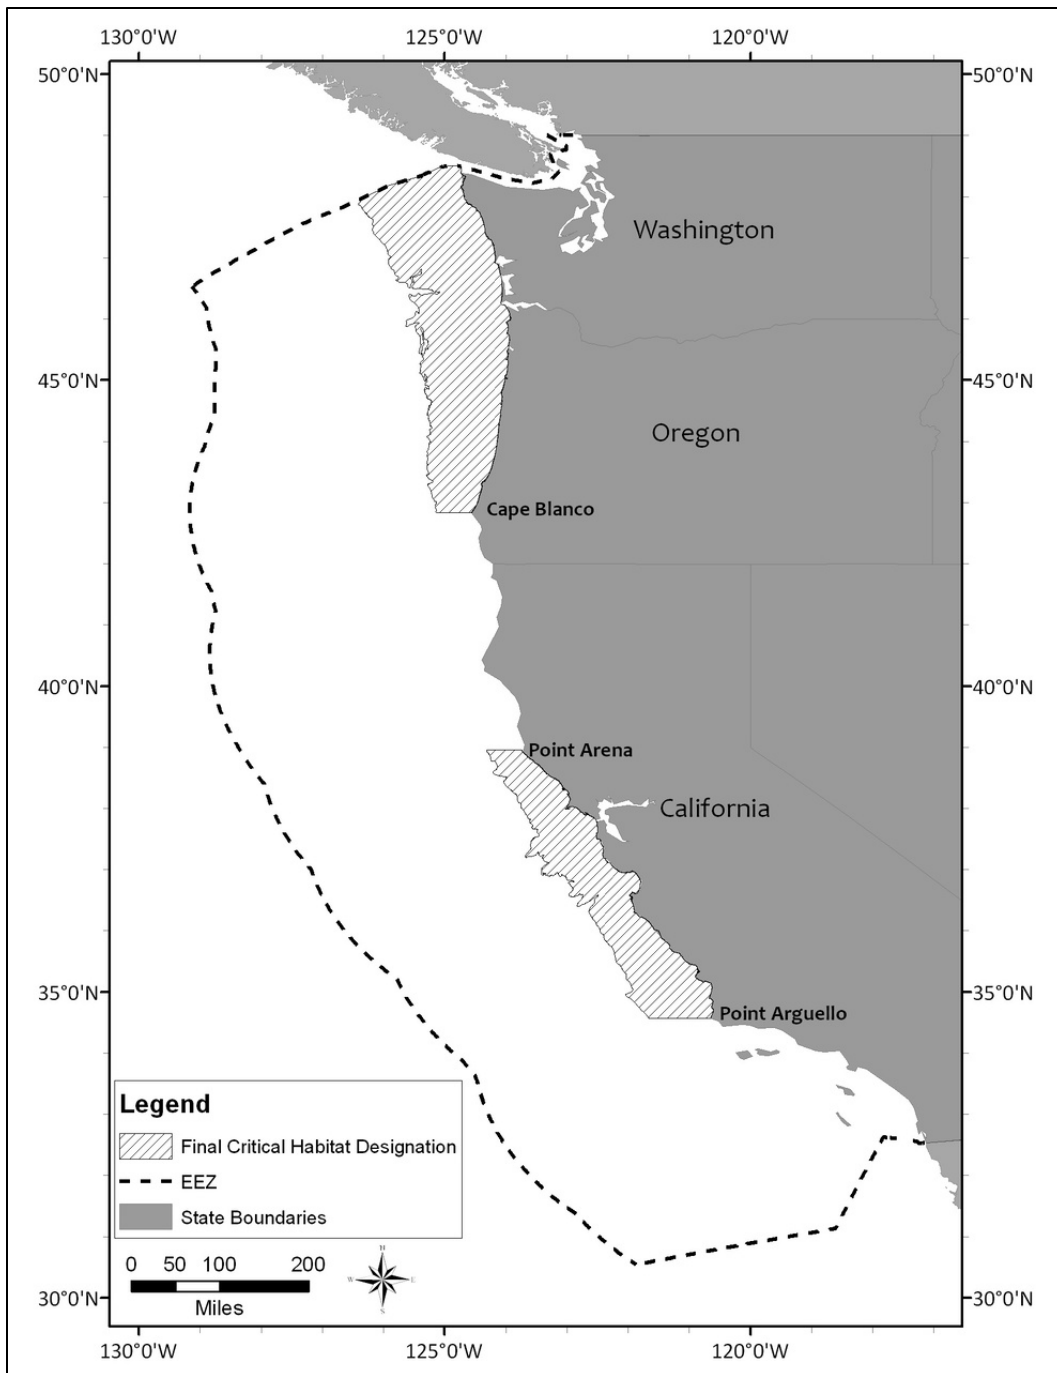 130°0'W 125°0'W 120°0'W
50°0'N 50°0'N
Washington
45°0'N 45°0'N
Oregon
Cape Blanco
40°0'N 40°0'N
Point Arena
California
35°0'N 35°0'N
Point Arguello
Legend
Final Critical Habitat Designation
EEZ
State Boundaries
0 50 100 200
Miles
N
W E
S
30°0'N 30°0'N
130°0'W 125°0'W 120°0'W